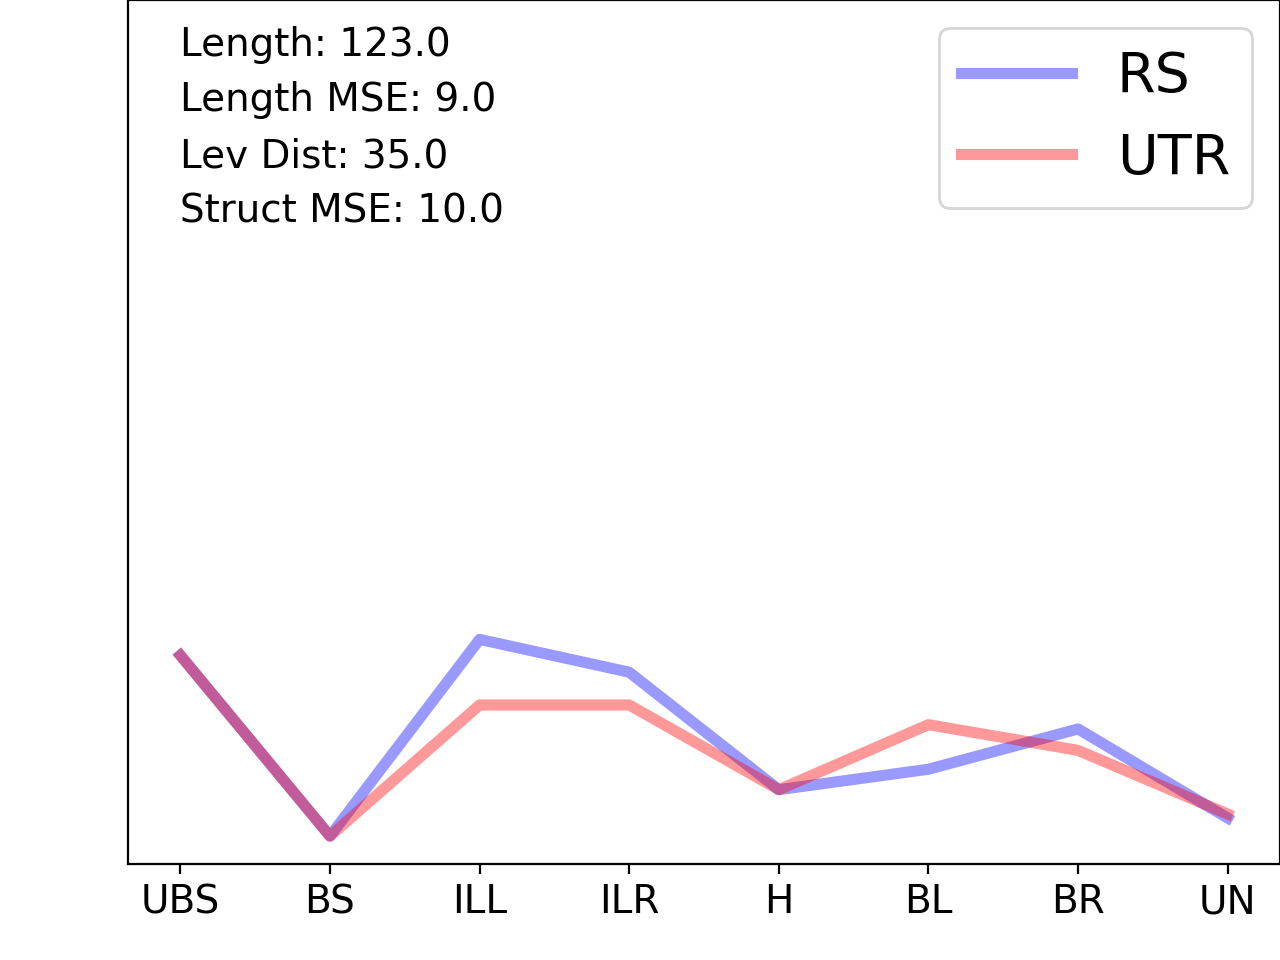 Length: 123.0
Length MSE: 9.0
Lev Dist: 35.0
Struct MSE: 10.0
RS
UTR
UBS BS ILL ILR H BL BR UN